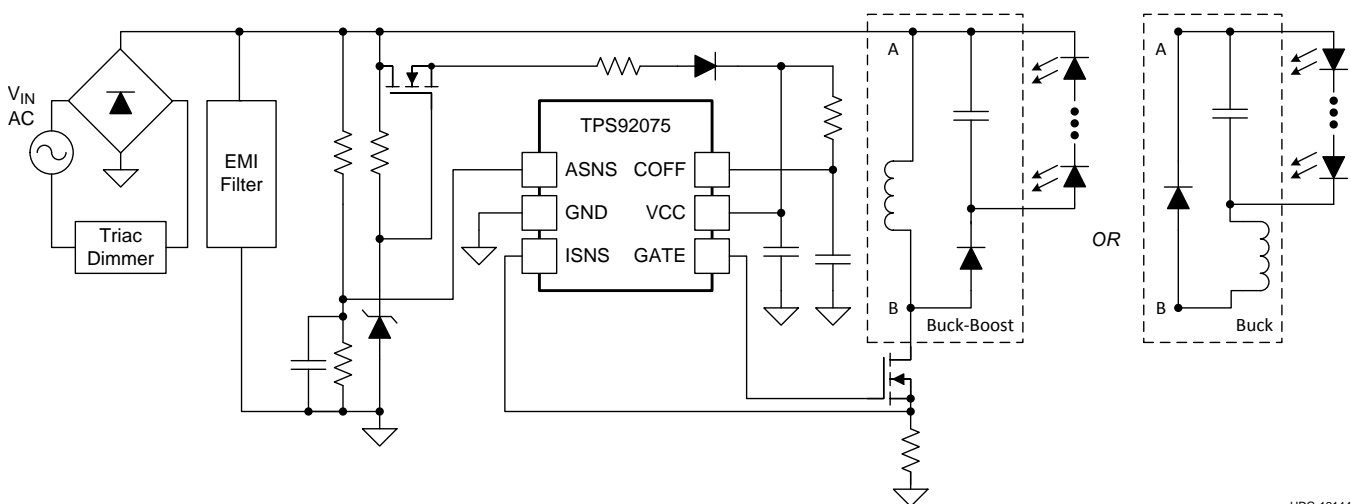 V_IN
AC
EMI
Filter
Triac
Dimmer
TPS92075
ASNS
COFF
GND
VCC
ISNS
GATE
A
B
Buck-Boost
OR
A
B
Buck